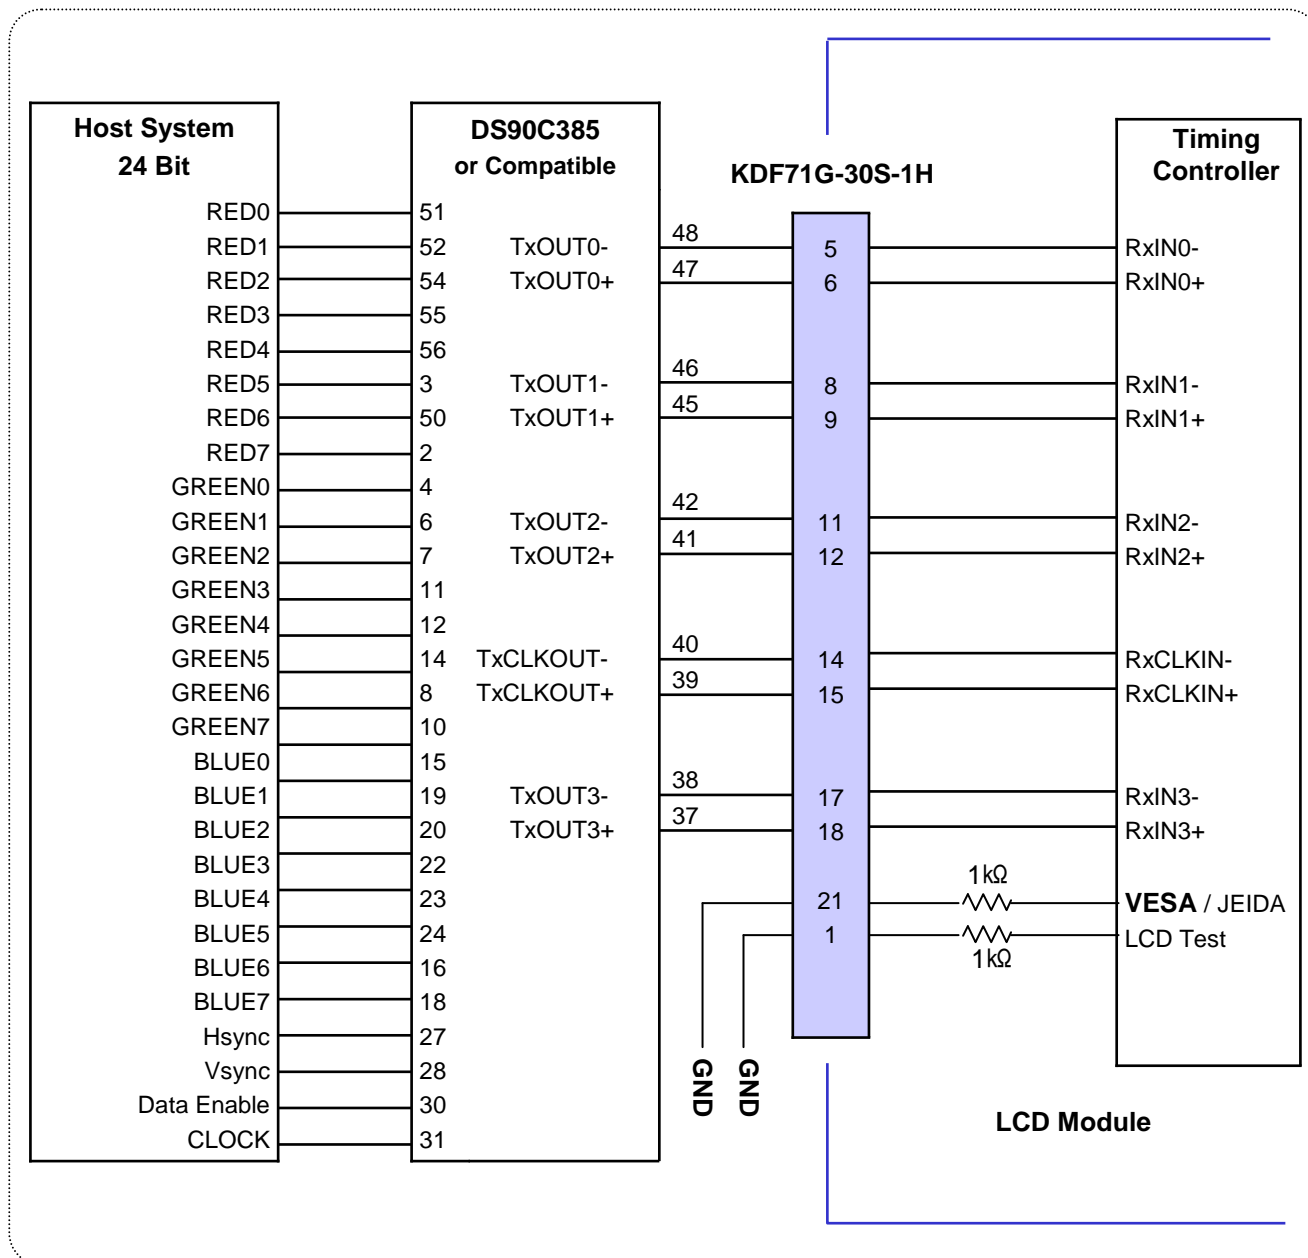 Host System
24 Bit
DS90C385
or Compatible
KDF71G-30S-1H
Timing
Controller
RED0 51
RED1 52 TxOUT0- 48 5 RxIN0-
RED2 54 TxOUT0+ 47 6 RxIN0+
RED3 55
RED4 56
RED5 3 TxOUT1- 46 8 RxIN1-
RED6 50 TxOUT1+ 45 9 RxIN1+
RED7 2
GREEN0 4
GREEN1 6 TxOUT2- 42 11 RxIN2-
GREEN2 7 TxOUT2+ 41 12 RxIN2+
GREEN3 11
GREEN4 12
GREEN5 14 TxCLKOUT- 40 14 RxCLKIN-
GREEN6 8 TxCLKOUT+ 39 15 RxCLKIN+
GREEN7 10
BLUE0 15
BLUE1 19 TxOUT3- 38 17 RxIN3-
BLUE2 20 TxOUT3+ 37 18 RxIN3+
BLUE3 22
1kΩ
BLUE4 23 21 VESA / JEIDA
BLUE5 24 1 LCD Test
1kΩ
BLUE6 16
BLUE7 18
Hsync 27
Vsync 28
GND
GND
Data Enable 30
LCD Module
CLOCK 31